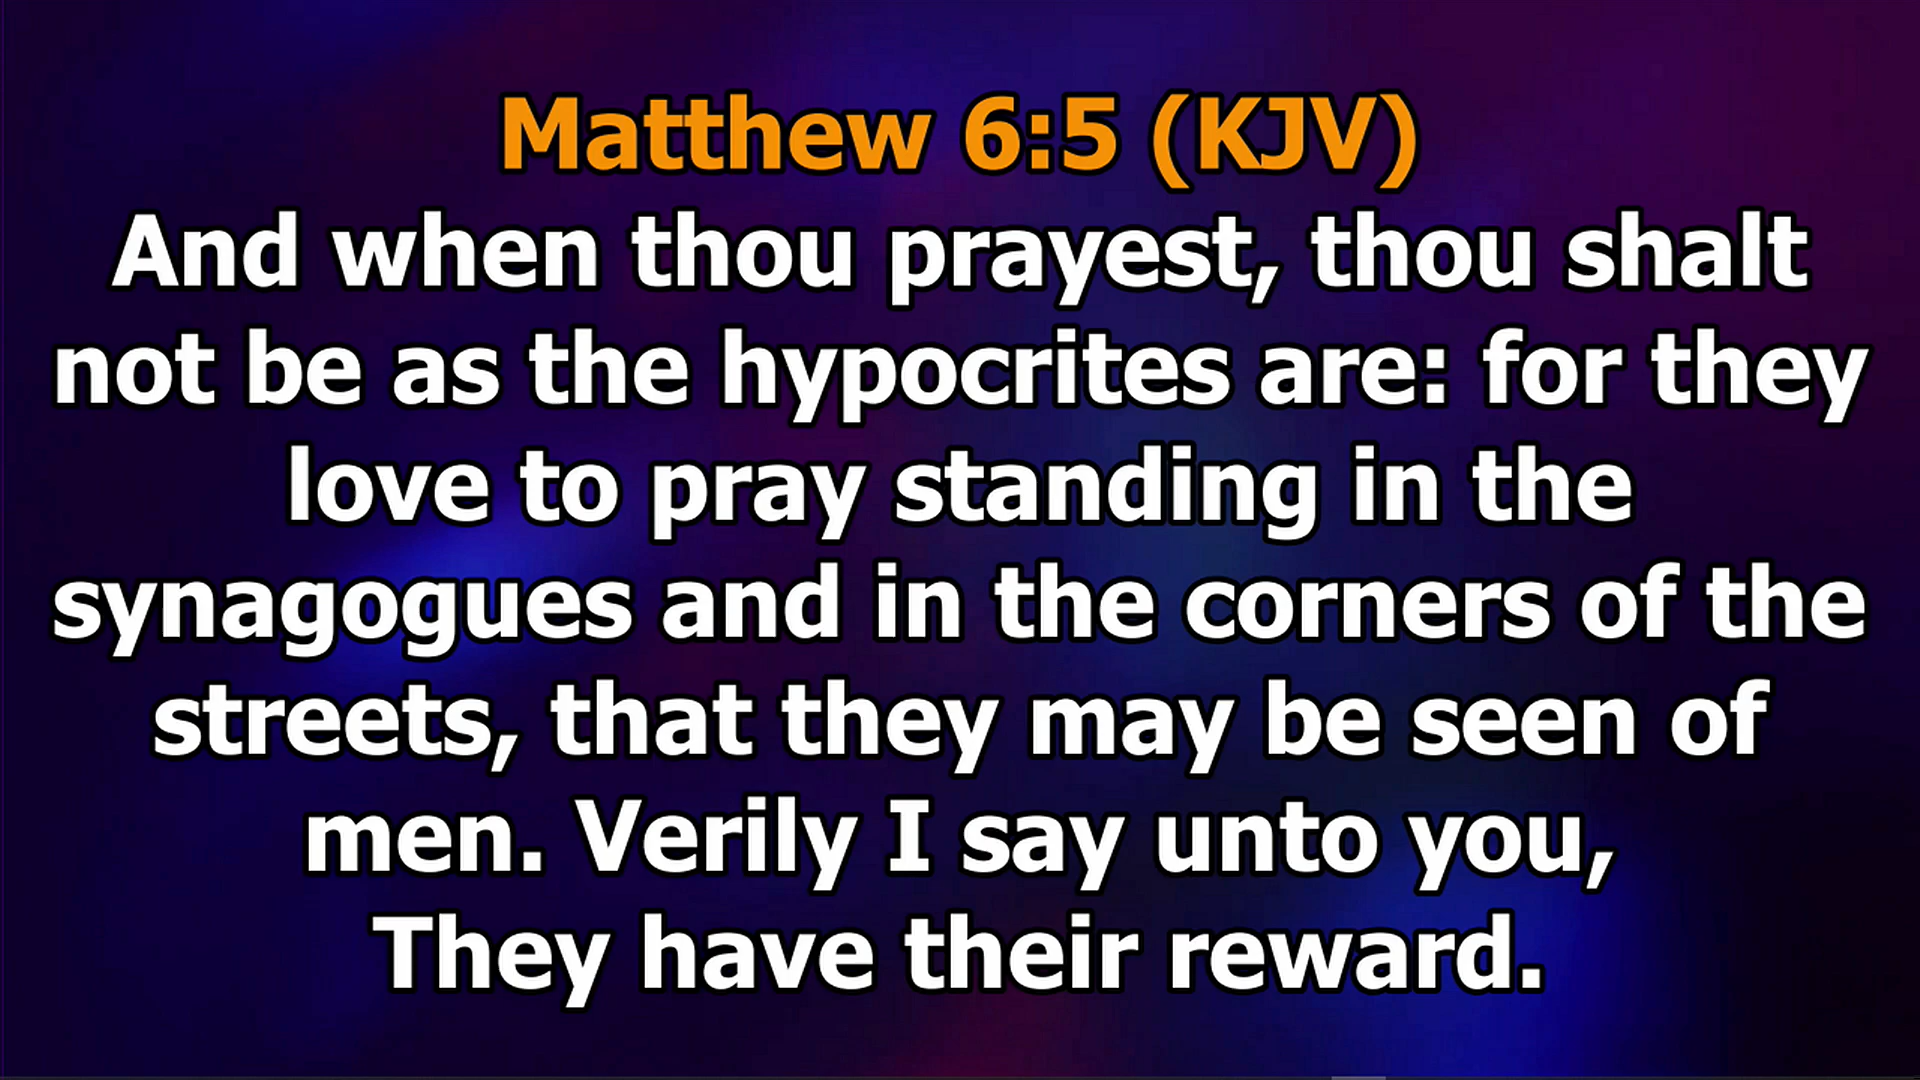 Matthew 6:5 (KJV)
And when thou prayest, thou shalt
not be as the hypocrites are: for they
love to pray standing in the
synagogues and in the corners of the
streets, that they may be seen of
men. Verily I say unto you,
They have their reward.